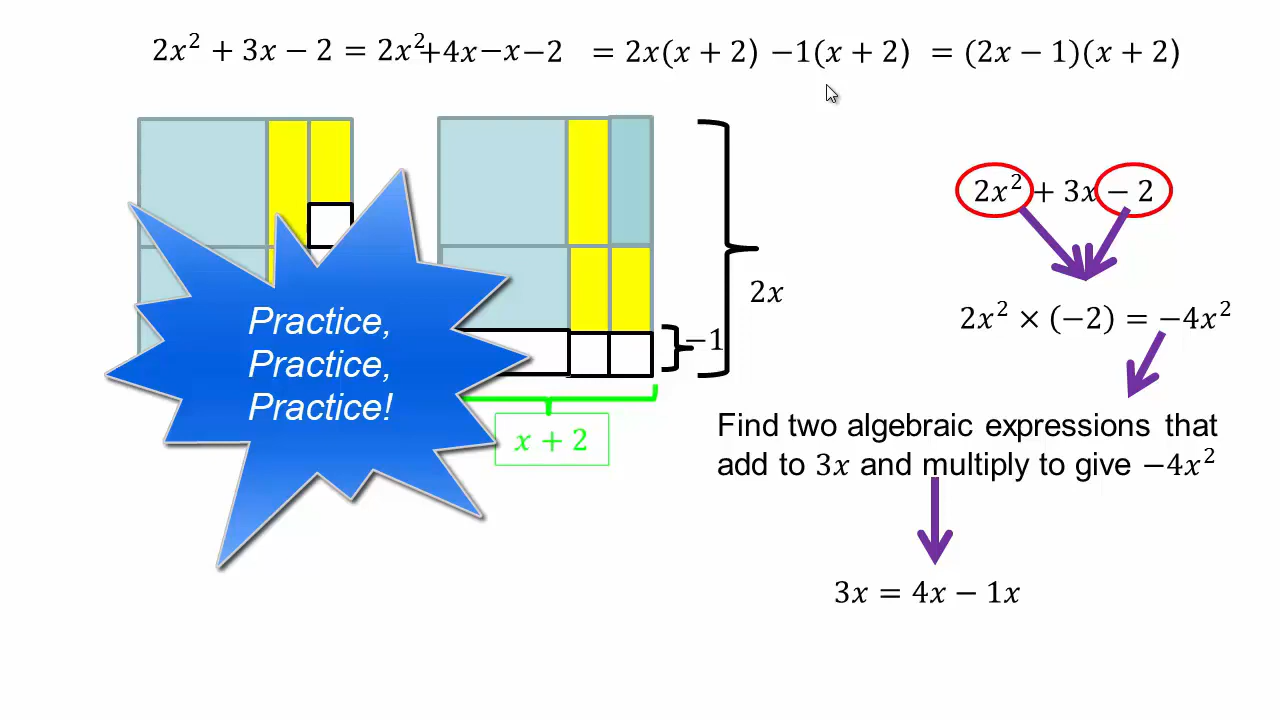 2x² + 3x − 2 = 2x²+4x−x−2 = 2x(x + 2) −1(x + 2) = (2x − 1)(x + 2)
2x² + 3x − 2
2x
2x² × (−2) = −4x²
−1
Practice,
Practice,
Practice!
x + 2
Find two algebraic expressions that
add to 3x and multiply to give −4x²
3x = 4x − 1x